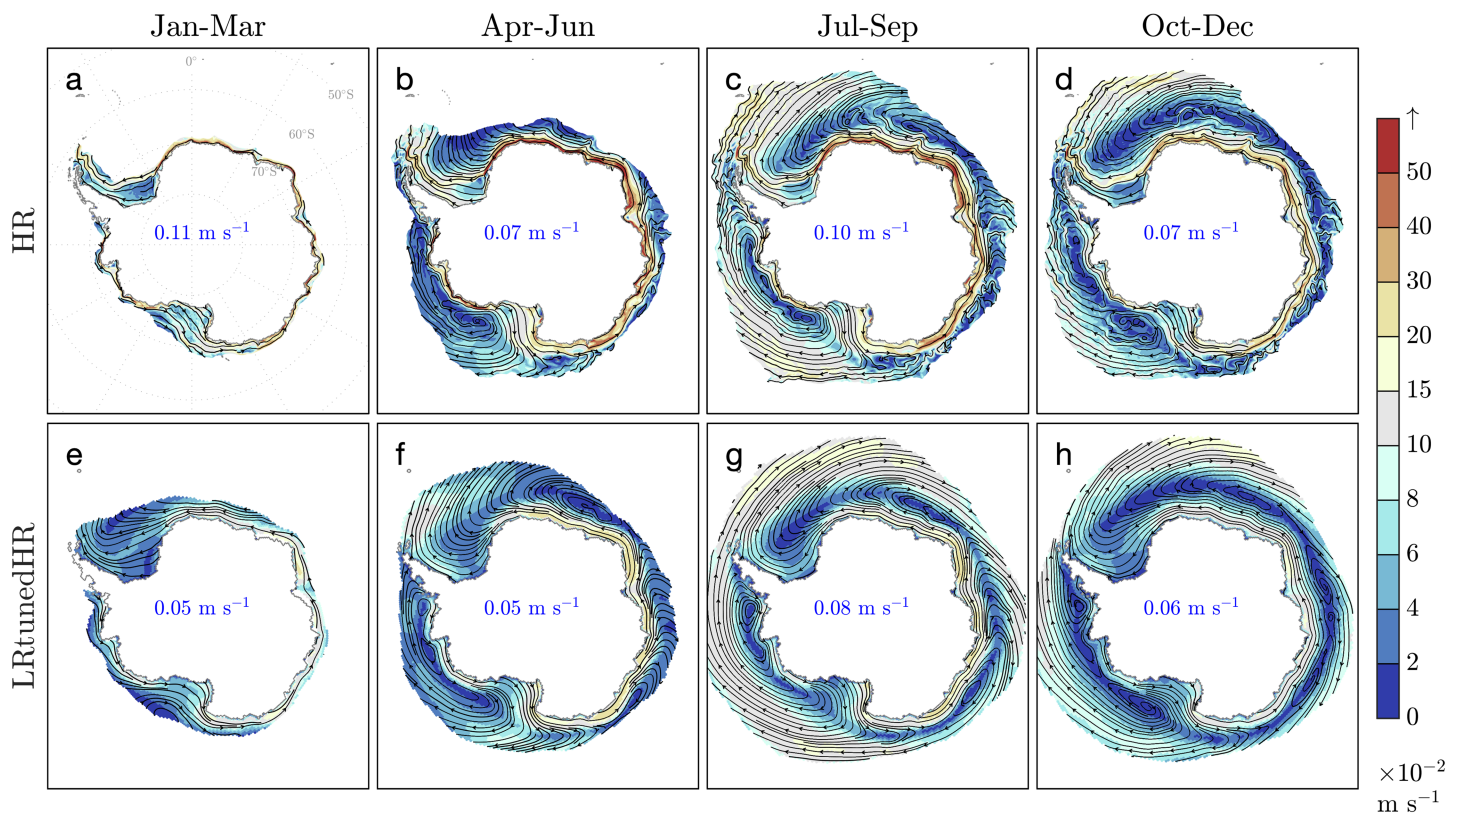 Jan-Mar
Apr-Jun
Jul-Sep
Oct-Dec
HR
a
0°
50°S
60°S
70°S
0.11 m s⁻¹
b
0.07 m s⁻¹
c
0.10 m s⁻¹
d
0.07 m s⁻¹
LRtunedHR
e
0.05 m s⁻¹
f
0.05 m s⁻¹
g
0.08 m s⁻¹
h
0.06 m s⁻¹
↑
50
40
30
20
15
10
8
6
4
2
0
×10⁻²
m s⁻¹